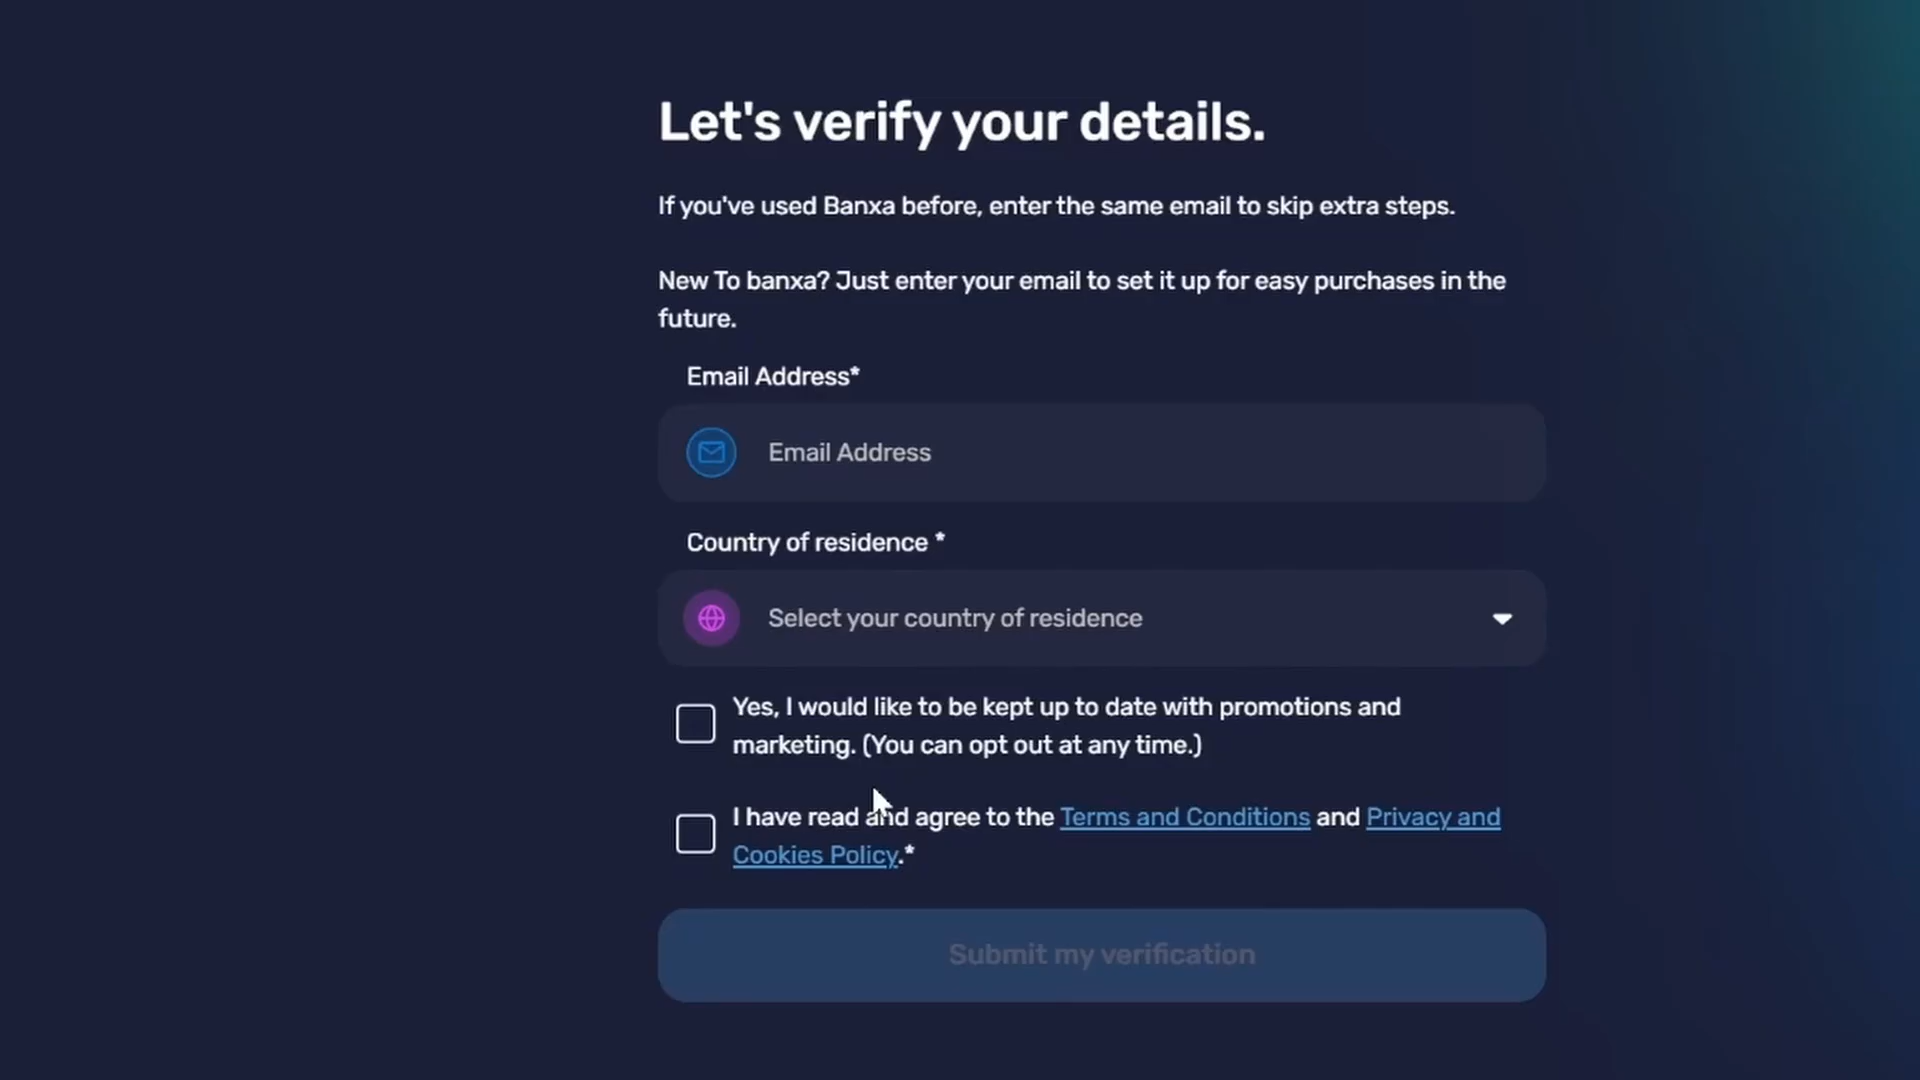 Let's verify your details.
If you've used Banxa before, enter the same email to skip extra steps.
New To banxa? Just enter your email to set it up for easy purchases in the
future.
Email Address*
Email Address
Country of residence *
Select your country of residence
Yes, I would like to be kept up to date with promotions and
marketing. (You can opt out at any time.)
I have read and agree to the Terms and Conditions and Privacy and
Cookies Policy.*
Submit my verification